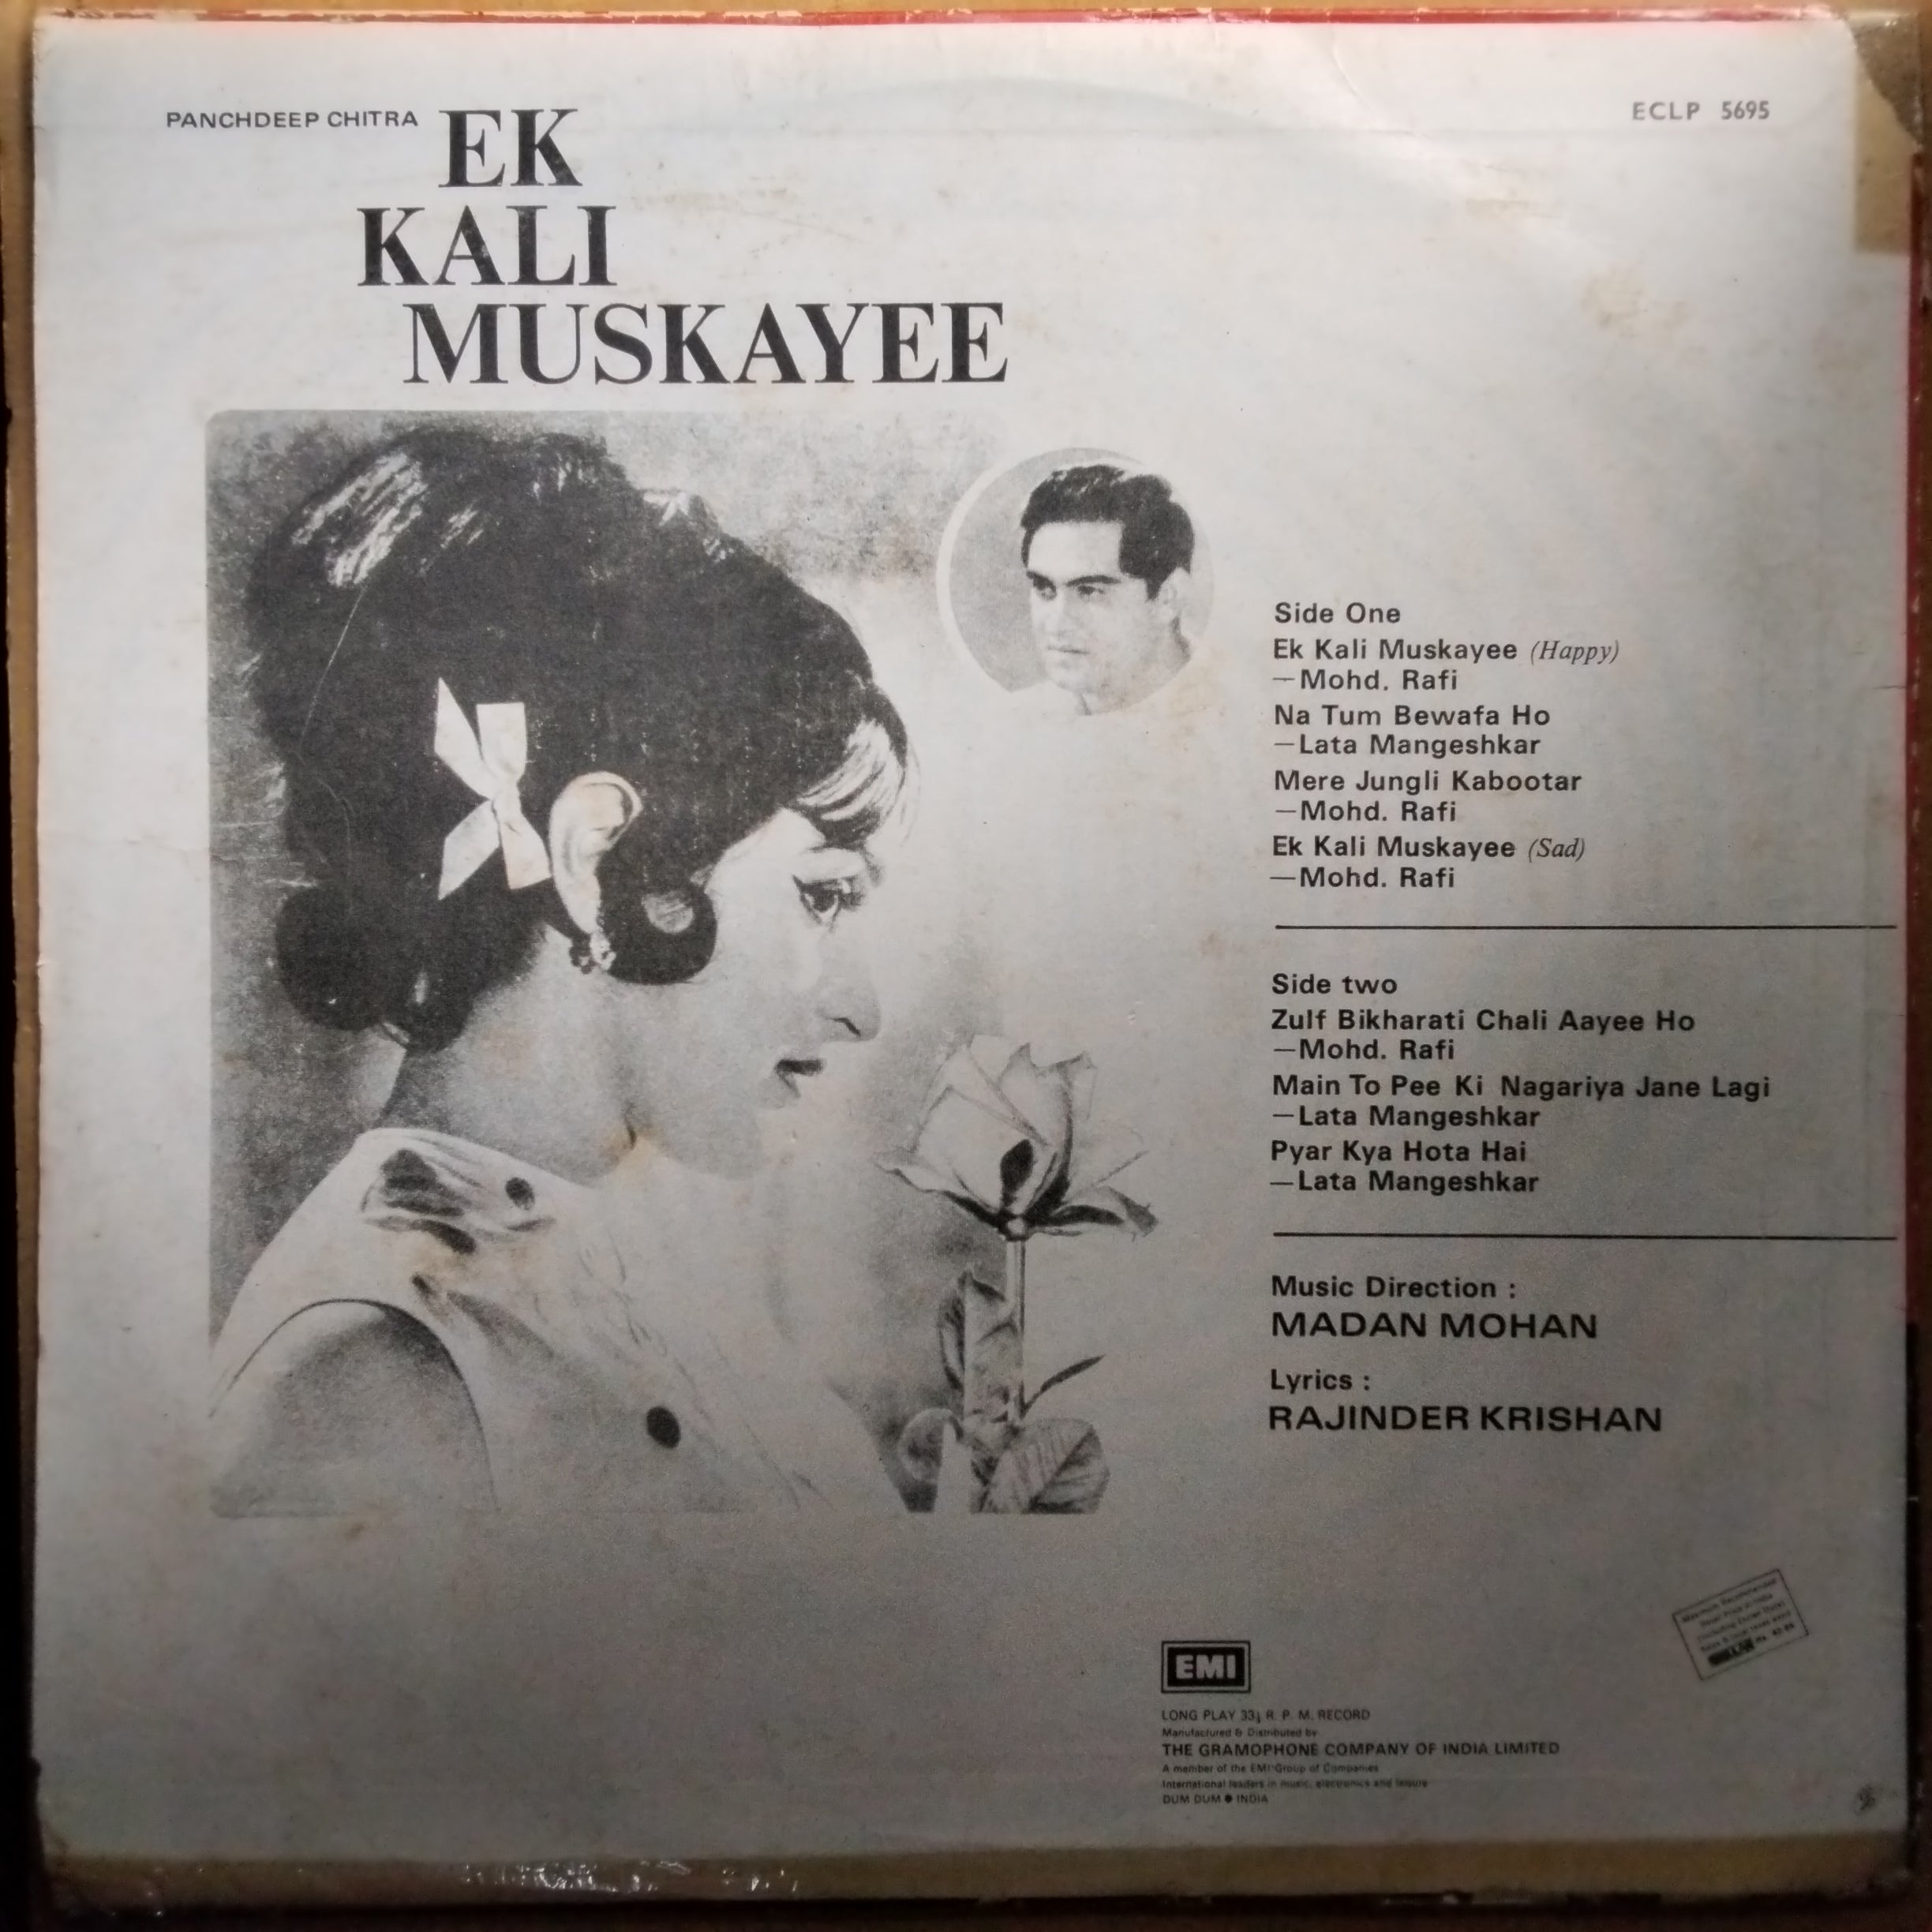 PANCHDEEP CHITRA
EK
KALI
MUSKAYEE
ECLP 5695
Side One
Ek Kali Muskayee (Happy)
—Mohd. Rafi
Na Tum Bewafa Ho
—Lata Mangeshkar
Mere Jungli Kabootar
—Mohd. Rafi
Ek Kali Muskayee (Sad)
—Mohd. Rafi
Side two
Zulf Bikharati Chali Aayee Ho
—Mohd. Rafi
Main To Pee Ki Nagariya Jane Lagi
—Lata Mangeshkar
Pyar Kya Hota Hai
—Lata Mangeshkar
Music Direction :
MADAN MOHAN
Lyrics :
RAJINDER KRISHAN
EMI
LONG PLAY 33⅓ R. P. M. RECORD
Manufactured & Distributed by
THE GRAMOPHONE COMPANY OF INDIA LIMITED
A member of the EMI Group of Companies
International leaders in music, electronics and leisure
DUM DUM ● INDIA